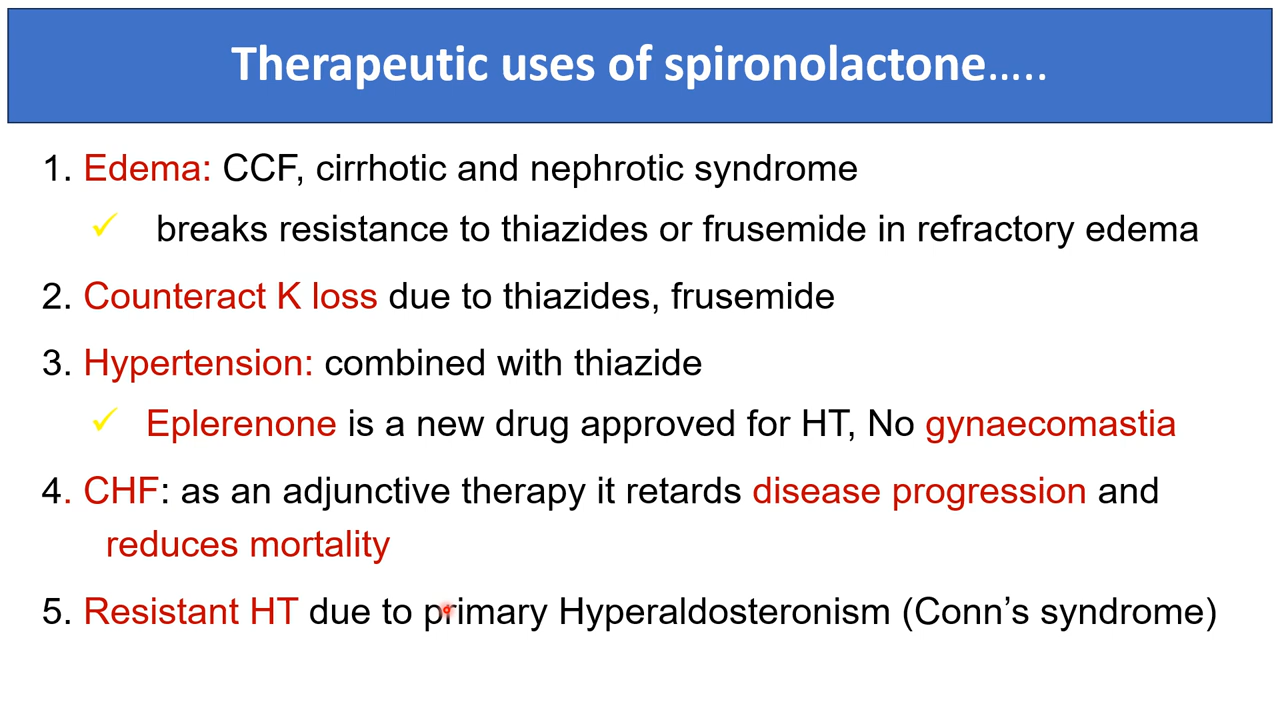 Therapeutic uses of spironolactone…..
1. Edema: CCF, cirrhotic and nephrotic syndrome
✓ breaks resistance to thiazides or frusemide in refractory edema
2. Counteract K loss due to thiazides, frusemide
3. Hypertension: combined with thiazide
✓ Eplerenone is a new drug approved for HT, No gynaecomastia
4. CHF: as an adjunctive therapy it retards disease progression and
reduces mortality
5. Resistant HT due to primary Hyperaldosteronism (Conn’s syndrome)